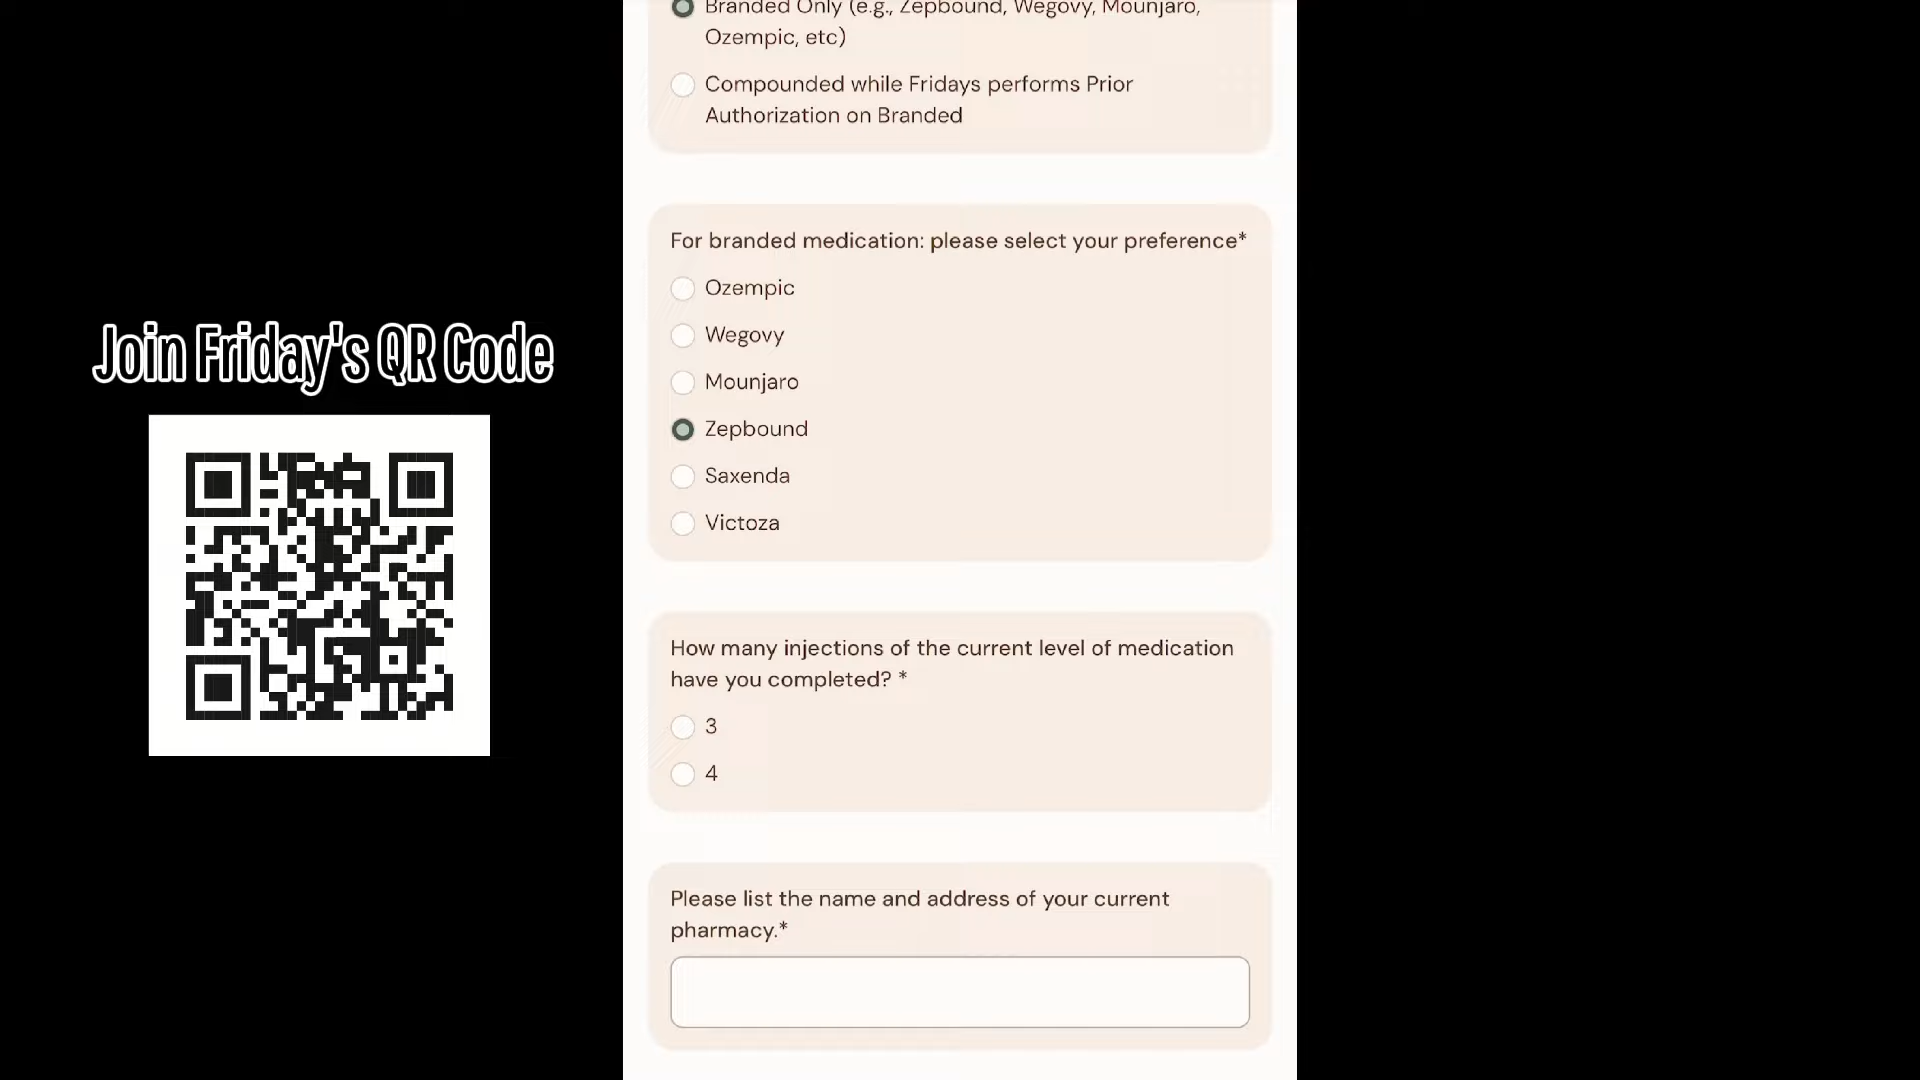 Branded Only (e.g., Zepbound, Wegovy, Mounjaro,
Ozempic, etc)
Compounded while Fridays performs Prior
Authorization on Branded
For branded medication: please select your preference*
Ozempic
Wegovy
Mounjaro
Zepbound
Saxenda
Victoza
How many injections of the current level of medication
have you completed? *
3
4
Please list the name and address of your current
pharmacy.*
Join Friday's QR Code